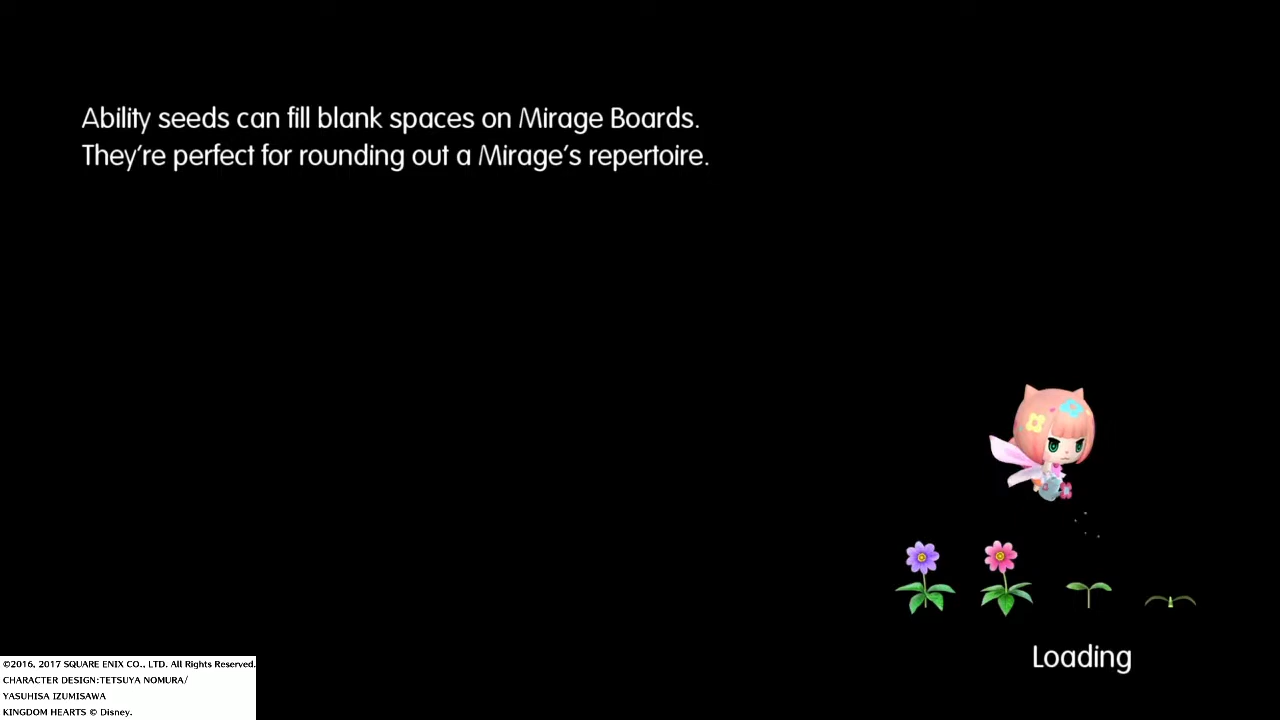 Ability seeds can fill blank spaces on Mirage Boards.
They're perfect for rounding out a Mirage's repertoire.
Loading
©2016, 2017 SQUARE ENIX CO., LTD. All Rights Reserved.
CHARACTER DESIGN:TETSUYA NOMURA/
YASUHISA IZUMISAWA
KINGDOM HEARTS © Disney.